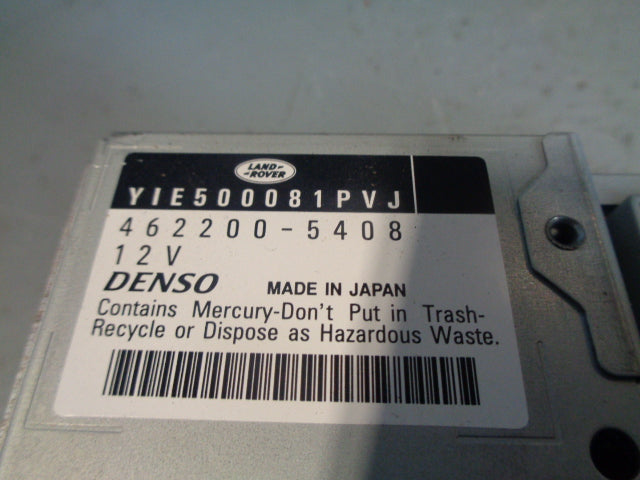 LAND-
-ROVER
YIE500081PVJ
462200-5408
12V
DENSO MADE IN JAPAN
Contains Mercury-Don't Put in Trash-
Recycle or Dispose as Hazardous Waste.